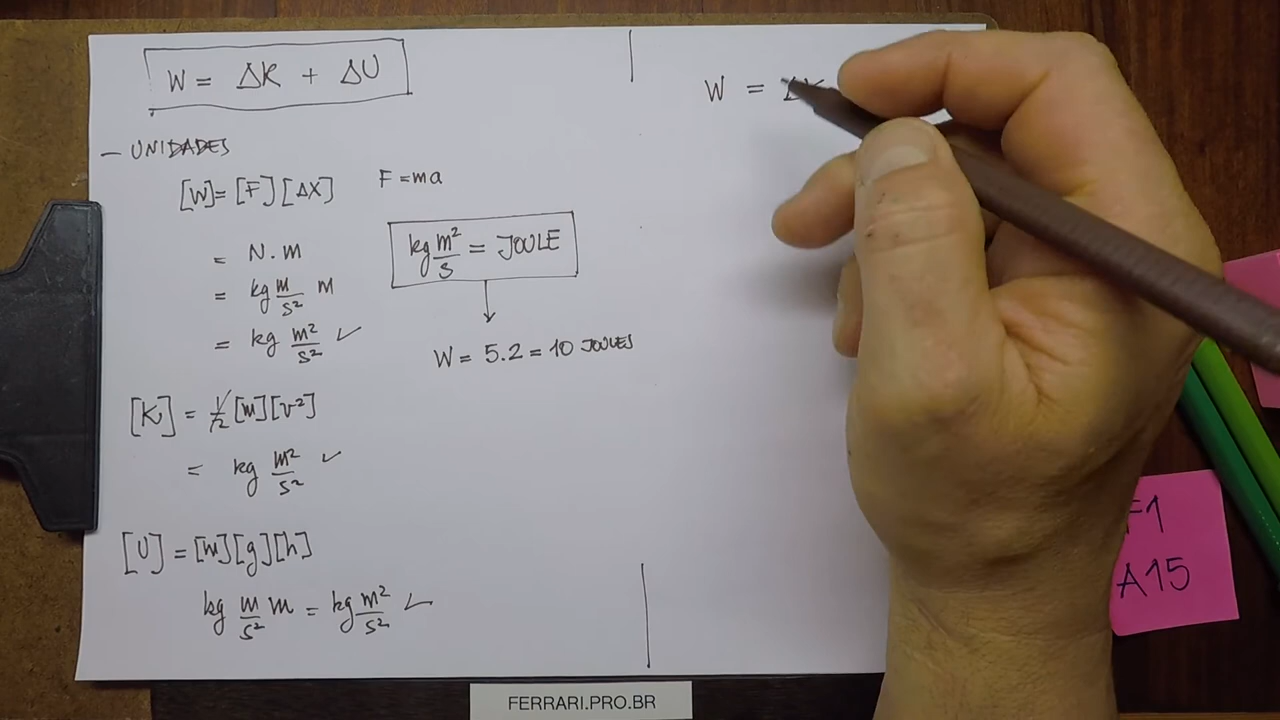 W = ΔK + ΔU
— UNIDADES
[W] = [F] [ΔX]
F = ma
= N.m
= kg m/s² m
= kg m²/s² ✓
kg m²/s = JOULE
W = 5.2 = 10 JOULES
[K] = 1/2 [m][v²]
= kg m²/s² ✓
[U] = [m][g][h]
kg m/s² m = kg m²/s² ✓
W =
F1
A15
FERRARI.PRO.BR